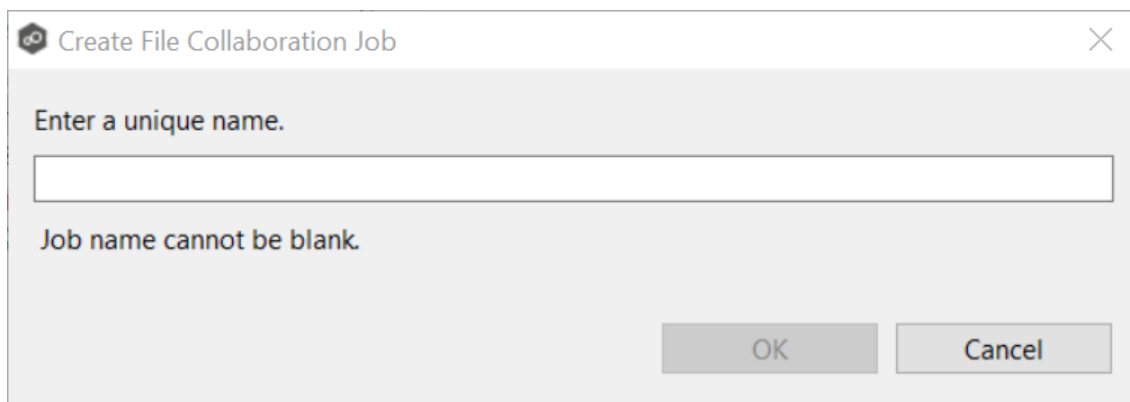 Create File Collaboration Job
Enter a unique name.
Job name cannot be blank.
OK
Cancel